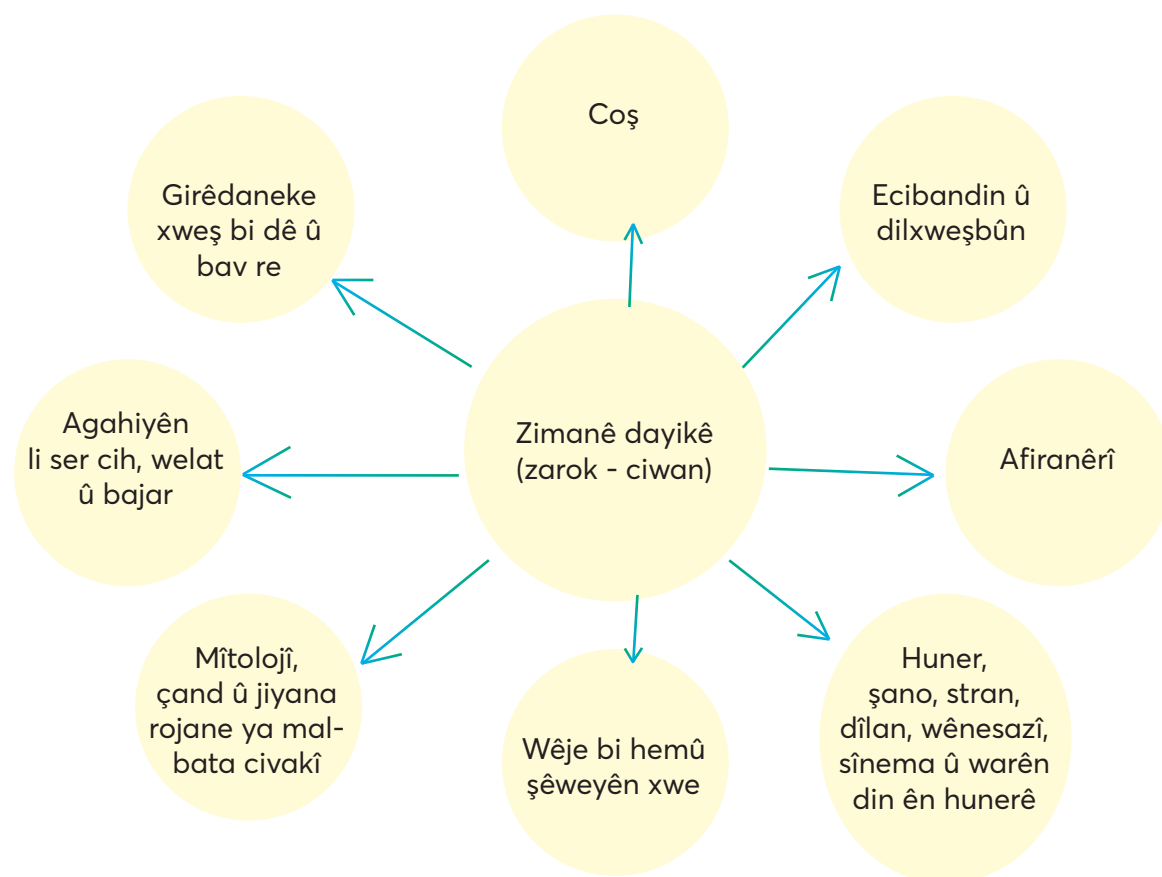 Coş
Girêdaneke
xweş bi dê û
bav re
Ecibandin û
dilxweşbûn
Agahiyên
li ser cih, welat
û bajar
Zimanê dayikê
(zarok - ciwan)
Afiranêrî
Mîtolojî,
çand û jiyana
rojane ya mal-
bata civakî
Wêje bi hemû
şêweyên xwe
Huner,
şano, stran,
dîlan, wênesazî,
sînema û warên
din ên hunerê